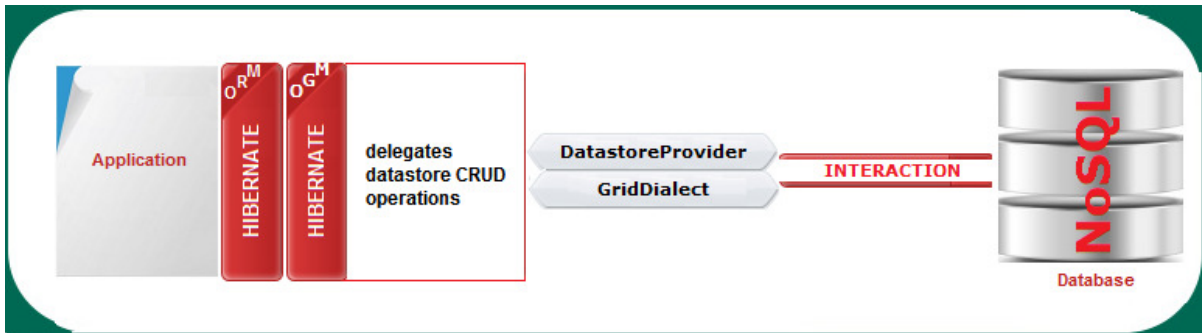 Application
ORM
HIBERNATE
OGM
HIBERNATE
delegates
datastore CRUD
operations
DatastoreProvider
GridDialect
INTERACTION
NoSQL
Database